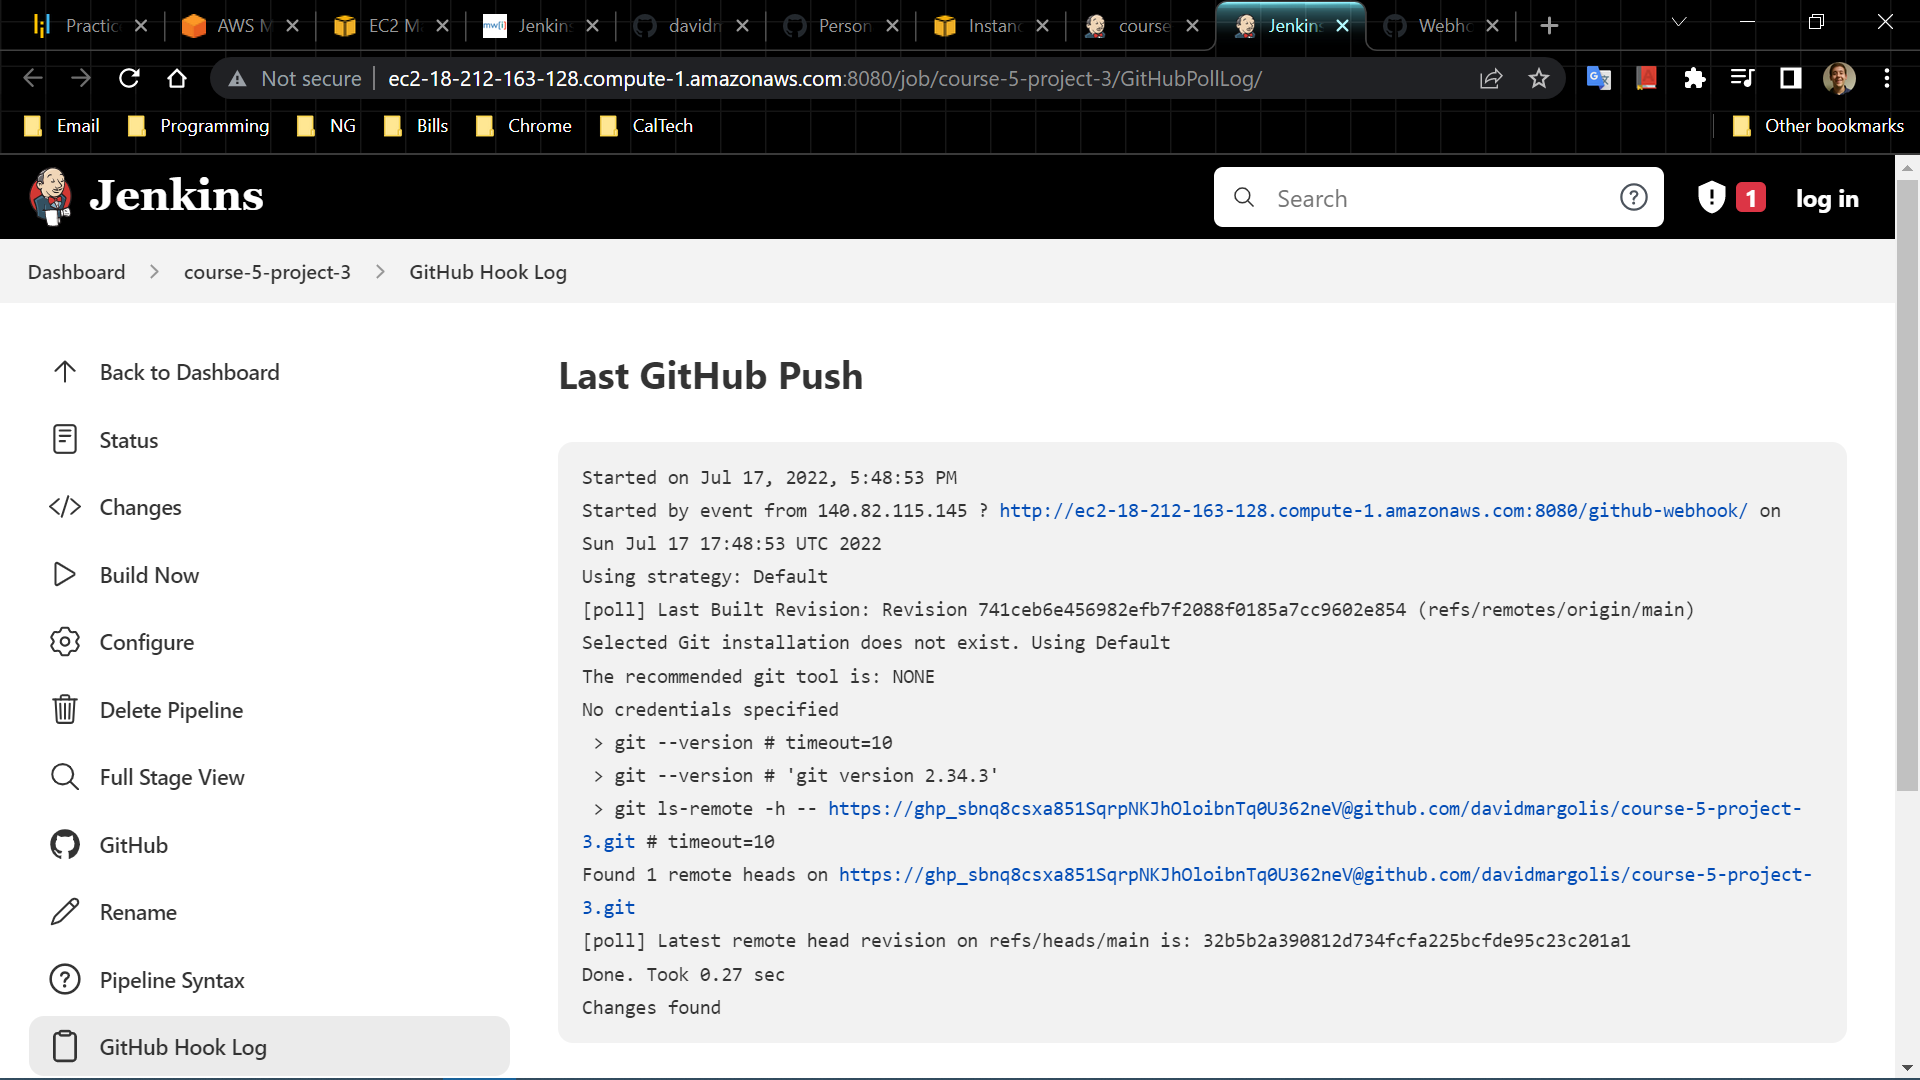 Practic
AWS M
EC2 M
Jenkin
davidm
Person
Instan
course
Jenkin
Webho
Not secure
ec2-18-212-163-128.compute-1.amazonaws.com:8080/job/course-5-project-3/GitHubPollLog/
Email
Programming
NG
Bills
Chrome
CalTech
Other bookmarks
Jenkins
Search
1
log in
Dashboard
course-5-project-3
GitHub Hook Log
Back to Dashboard
Status
Changes
Build Now
Configure
Delete Pipeline
Full Stage View
GitHub
Rename
Pipeline Syntax
GitHub Hook Log
Last GitHub Push
Started on Jul 17, 2022, 5:48:53 PM
Started by event from 140.82.115.145 ? http://ec2-18-212-163-128.compute-1.amazonaws.com:8080/github-webhook/ on
Sun Jul 17 17:48:53 UTC 2022
Using strategy: Default
[poll] Last Built Revision: Revision 741ceb6e456982efb7f2088f0185a7cc9602e854 (refs/remotes/origin/main)
Selected Git installation does not exist. Using Default
The recommended git tool is: NONE
No credentials specified
> git --version # timeout=10
> git --version # 'git version 2.34.3'
> git ls-remote -h -- https://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@github.com/davidmargolis/course-5-project-
3.git # timeout=10
Found 1 remote heads on https://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@github.com/davidmargolis/course-5-project-
3.git
[poll] Latest remote head revision on refs/heads/main is: 32b5b2a390812d734fcfa225bcfde95c23c201a1
Done. Took 0.27 sec
Changes found